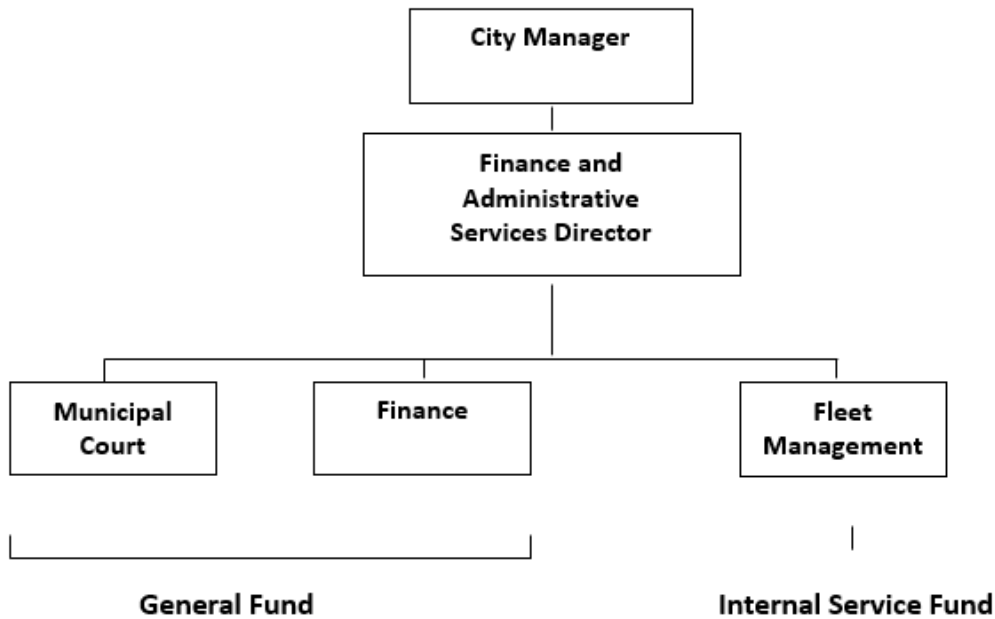 City Manager
Finance and
Administrative
Services Director
Municipal
Court
Finance
Fleet
Management
General Fund
Internal Service Fund